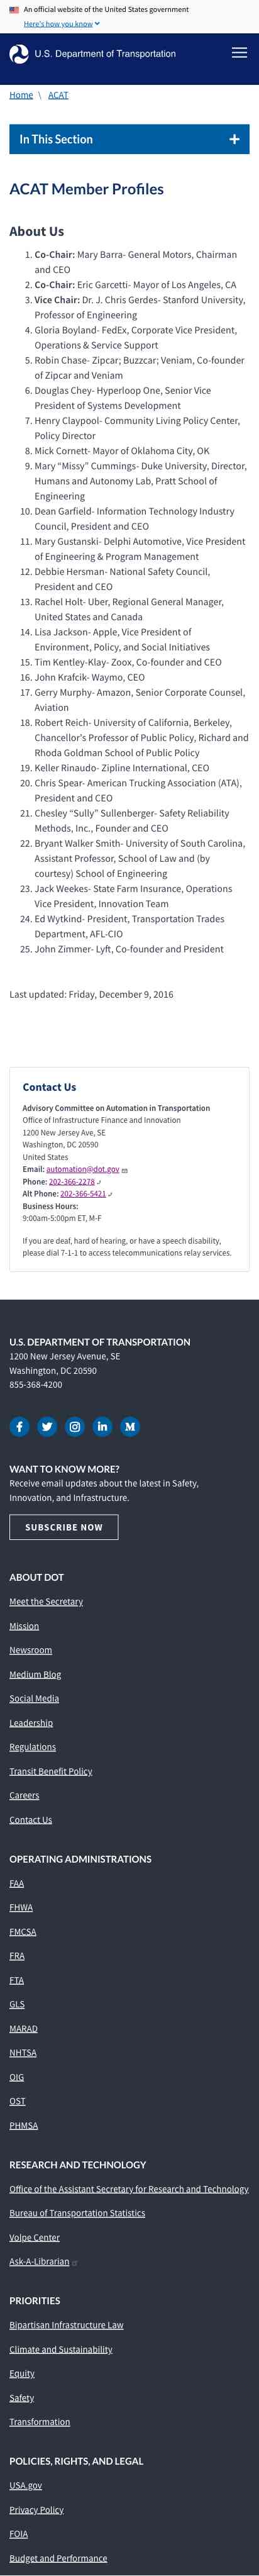 An official website of the United States government
Here's how you know
U.S. Department of Transportation
Home \ ACAT
In This Section
ACAT Member Profiles
About Us
1. Co-Chair: Mary Barra- General Motors, Chairman
and CEO
2. Co-Chair: Eric Garcetti- Mayor of Los Angeles, CA
3. Vice Chair: Dr. J. Chris Gerdes- Stanford University,
Professor of Engineering
4. Gloria Boyland- FedEx, Corporate Vice President,
Operations & Service Support
5. Robin Chase- Zipcar; Buzzcar; Veniam, Co-founder
of Zipcar and Veniam
6. Douglas Chey- Hyperloop One, Senior Vice
President of Systems Development
7. Henry Claypool- Community Living Policy Center,
Policy Director
8. Mick Cornett- Mayor of Oklahoma City, OK
9. Mary “Missy” Cummings- Duke University, Director,
Humans and Autonomy Lab, Pratt School of
Engineering
10. Dean Garfield- Information Technology Industry
Council, President and CEO
11. Mary Gustanski- Delphi Automotive, Vice President
of Engineering & Program Management
12. Debbie Hersman- National Safety Council,
President and CEO
13. Rachel Holt- Uber, Regional General Manager,
United States and Canada
14. Lisa Jackson- Apple, Vice President of
Environment, Policy, and Social Initiatives
15. Tim Kentley-Klay- Zoox, Co-founder and CEO
16. John Krafcik- Waymo, CEO
17. Gerry Murphy- Amazon, Senior Corporate Counsel,
Aviation
18. Robert Reich- University of California, Berkeley,
Chancellor’s Professor of Public Policy, Richard and
Rhoda Goldman School of Public Policy
19. Keller Rinaudo- Zipline International, CEO
20. Chris Spear- American Trucking Association (ATA),
President and CEO
21. Chesley “Sully” Sullenberger- Safety Reliability
Methods, Inc., Founder and CEO
22. Bryant Walker Smith- University of South Carolina,
Assistant Professor, School of Law and (by
courtesy) School of Engineering
23. Jack Weekes- State Farm Insurance, Operations
Vice President, Innovation Team
24. Ed Wytkind- President, Transportation Trades
Department, AFL-CIO
25. John Zimmer- Lyft, Co-founder and President
Last updated: Friday, December 9, 2016
Contact Us
Advisory Committee on Automation in Transportation
Office of Infrastructure Finance and Innovation
1200 New Jersey Ave, SE
Washington, DC 20590
United States
Email: automation@dot.gov
Phone: 202-366-2278
Alt Phone: 202-366-5421
Business Hours:
9:00am-5:00pm ET, M-F
If you are deaf, hard of hearing, or have a speech disability,
please dial 7-1-1 to access telecommunications relay services.
U.S. DEPARTMENT OF TRANSPORTATION
1200 New Jersey Avenue, SE
Washington, DC 20590
855-368-4200
WANT TO KNOW MORE?
Receive email updates about the latest in Safety,
Innovation, and Infrastructure.
SUBSCRIBE NOW
ABOUT DOT
Meet the Secretary
Mission
Newsroom
Medium Blog
Social Media
Leadership
Regulations
Transit Benefit Policy
Careers
Contact Us
OPERATING ADMINISTRATIONS
FAA
FHWA
FMCSA
FRA
FTA
GLS
MARAD
NHTSA
OIG
OST
PHMSA
RESEARCH AND TECHNOLOGY
Office of the Assistant Secretary for Research and Technology
Bureau of Transportation Statistics
Volpe Center
Ask-A-Librarian
PRIORITIES
Bipartisan Infrastructure Law
Climate and Sustainability
Equity
Safety
Transformation
POLICIES, RIGHTS, AND LEGAL
USA.gov
Privacy Policy
FOIA
Budget and Performance